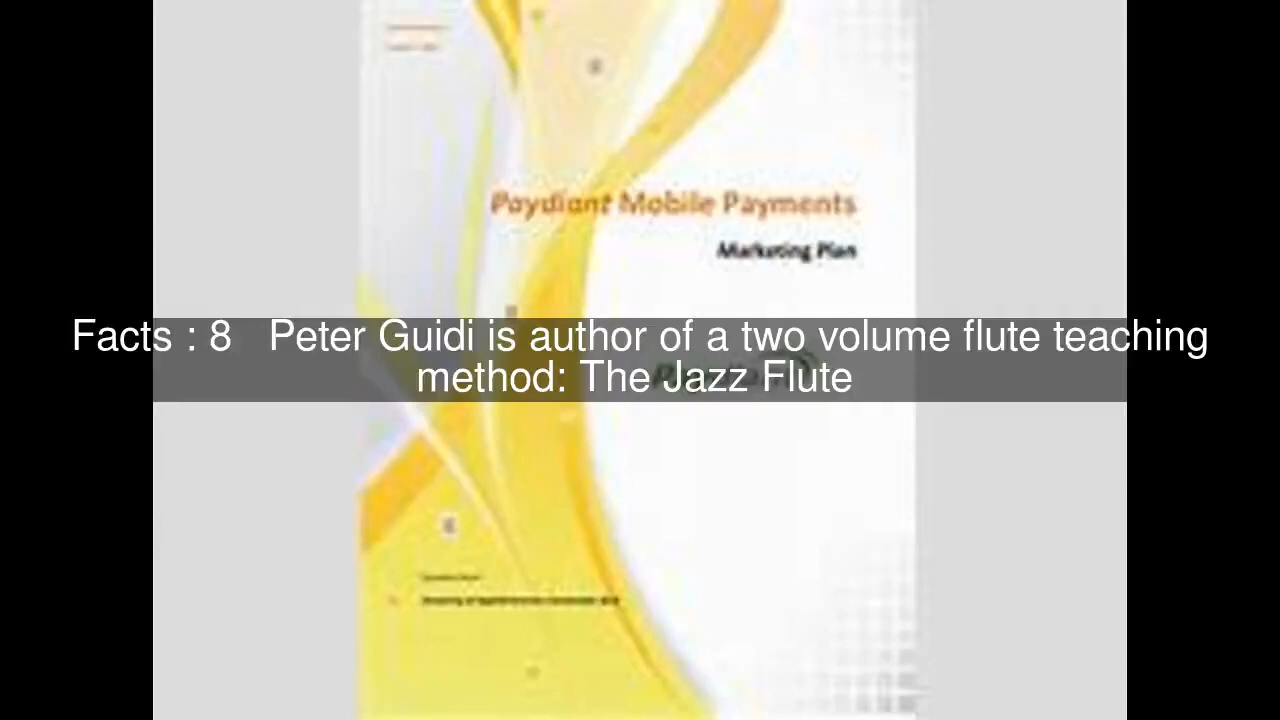 Paydiant Mobile Payments
Marketing Plan
Facts : 8   Peter Guidi is author of a two volume flute teaching
method: The Jazz Flute